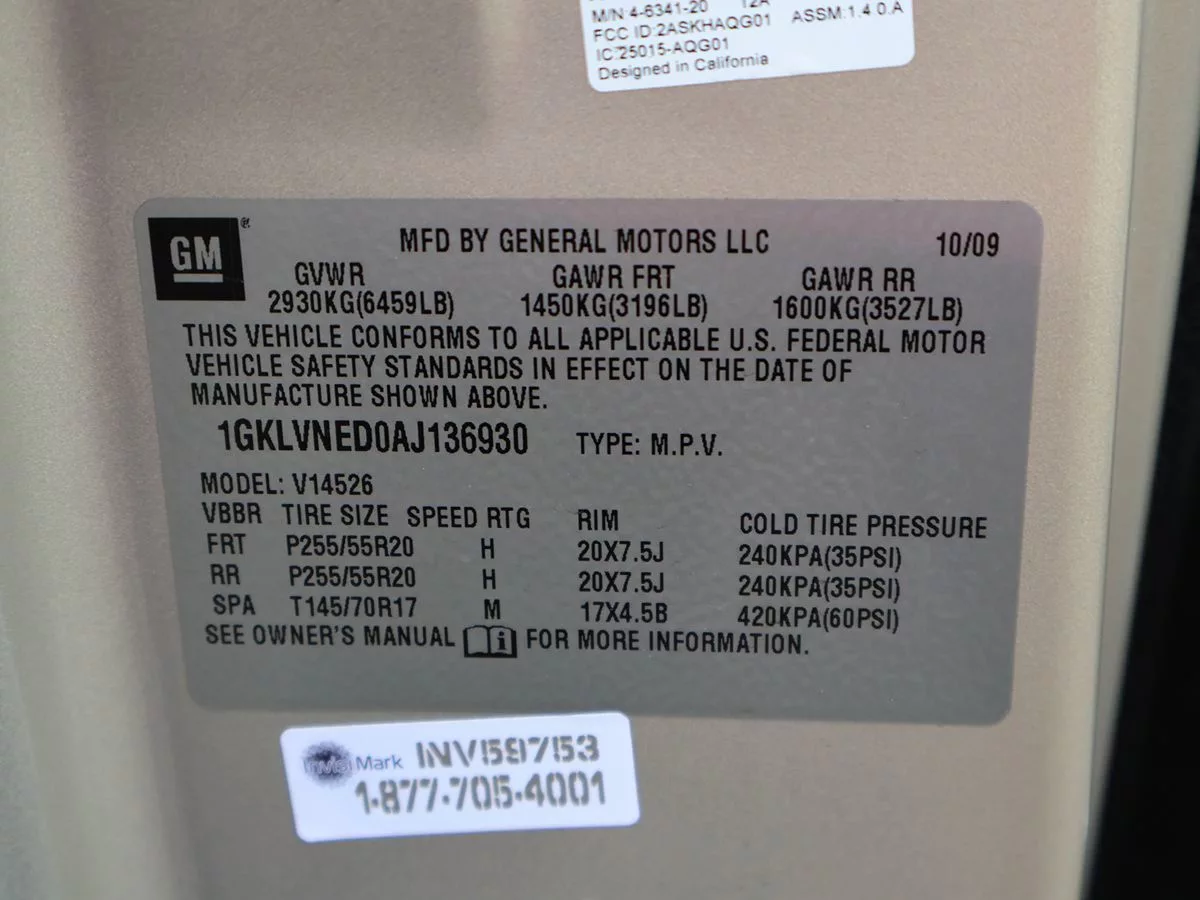 M/N:4-6341-20 12A
FCC ID:2ASKHAQG01 ASSM:1.4.0.A
IC:25015-AQG01
Designed in California
GM®
MFD BY GENERAL MOTORS LLC 10/09
GVWR GAWR FRT GAWR RR
2930KG(6459LB) 1450KG(3196LB) 1600KG(3527LB)
THIS VEHICLE CONFORMS TO ALL APPLICABLE U.S. FEDERAL MOTOR
VEHICLE SAFETY STANDARDS IN EFFECT ON THE DATE OF
MANUFACTURE SHOWN ABOVE.
1GKLVNED0AJ136930 TYPE: M.P.V.
MODEL: V14526
VBBR TIRE SIZE SPEED RTG RIM COLD TIRE PRESSURE
FRT P255/55R20 H 20X7.5J 240KPA(35PSI)
RR P255/55R20 H 20X7.5J 240KPA(35PSI)
SPA T145/70R17 M 17X4.5B 420KPA(60PSI)
SEE OWNER'S MANUAL FOR MORE INFORMATION.
Mark INV59753
1-877-705-4001